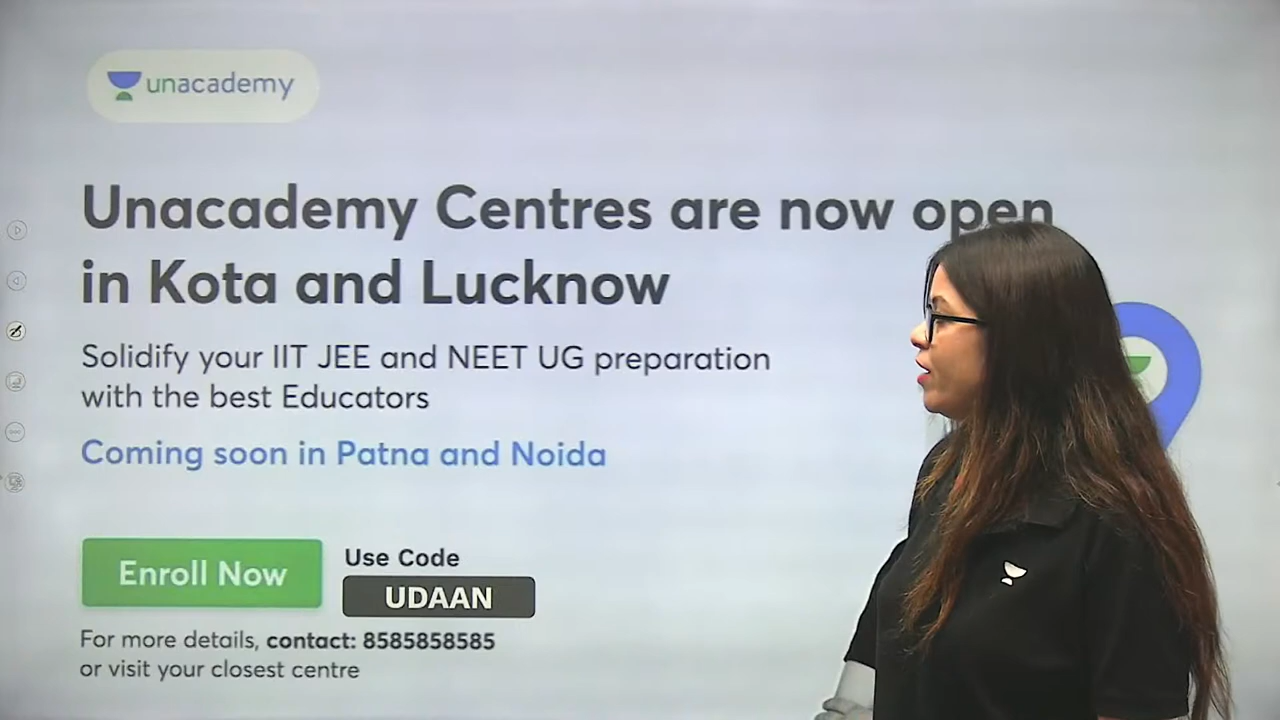 unacademy
Unacademy Centres are now open
in Kota and Lucknow
Solidify your IIT JEE and NEET UG preparation
with the best Educators
Coming soon in Patna and Noida
Enroll Now
Use Code
UDAAN
For more details, contact: 8585858585
or visit your closest centre